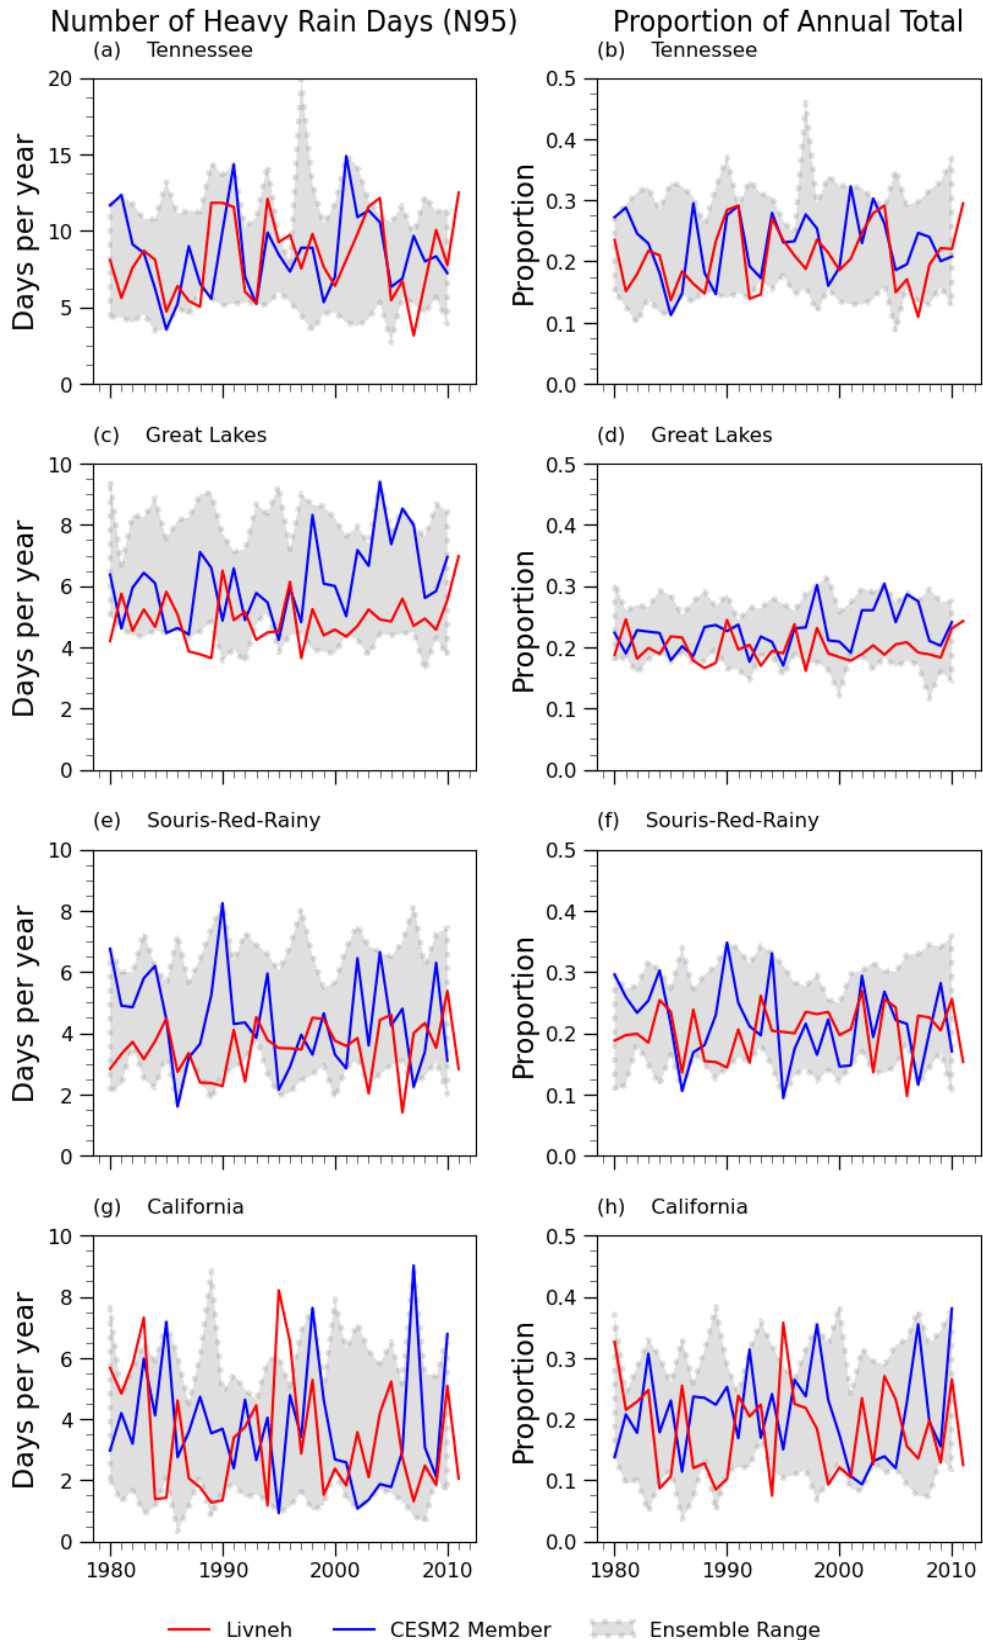 Number of Heavy Rain Days (N95) Proportion of Annual Total
(a) Tennessee (b) Tennessee
20 0.5
15 0.4
10 0.3
5 0.2
0 0.1
0.0
Days per year Proportion
(c) Great Lakes (d) Great Lakes
10 0.5
8 0.4
6 0.3
4 0.2
2 0.1
0 0.0
Days per year Proportion
(e) Souris-Red-Rainy (f) Souris-Red-Rainy
10 0.5
8 0.4
6 0.3
4 0.2
2 0.1
0 0.0
Days per year Proportion
(g) California (h) California
10 0.5
8 0.4
6 0.3
4 0.2
2 0.1
0 0.0
Days per year Proportion
1980 1990 2000 2010 1980 1990 2000 2010
Livneh CESM2 Member Ensemble Range